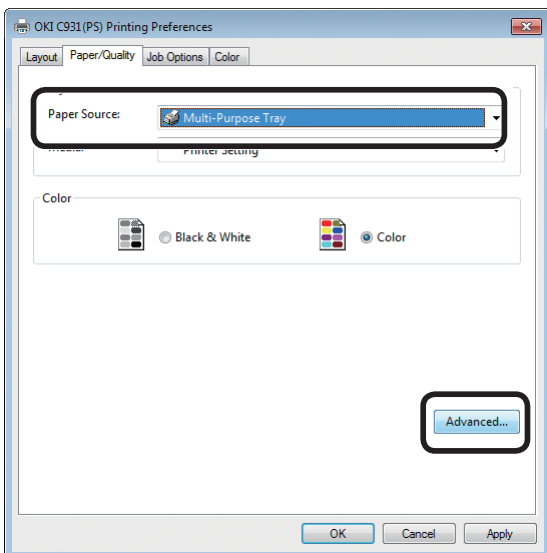 OKI C931(PS) Printing Preferences
Layout Paper/Quality Job Options Color
Paper Source: Multi-Purpose Tray
Printer Setting
Color
Black & White Color
Advanced...
OK Cancel Apply